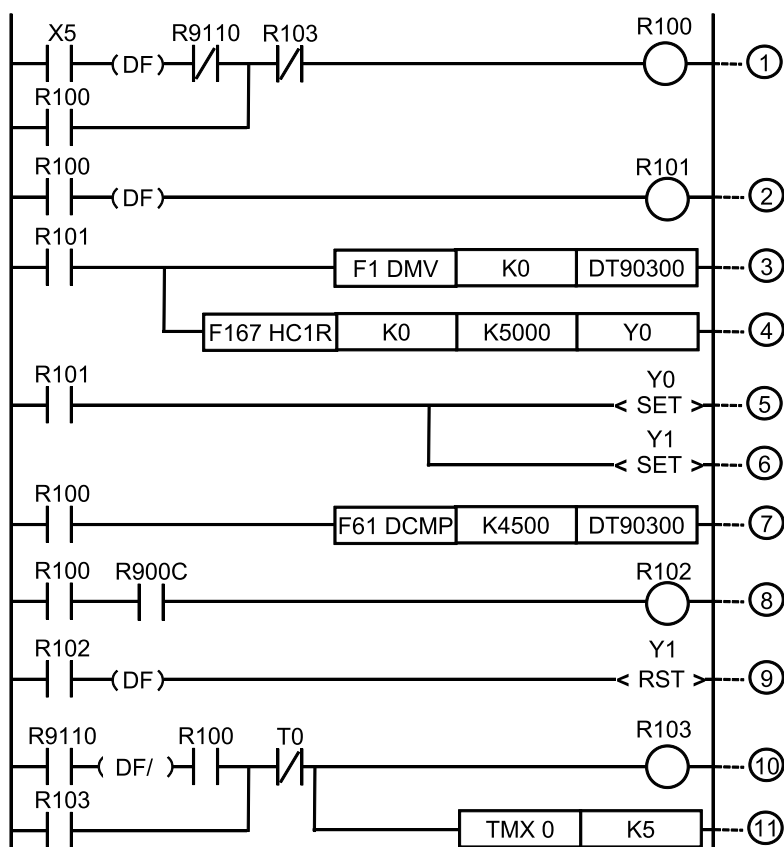 X5 R9110 R103 R100
( DF ) 1
R100
R100 R101
( DF ) 2
R101
F1 DMV K0 DT90300 3
F167 HC1R K0 K5000 Y0 4
R101 Y0
< SET > 5
Y1
< SET > 6
R100
F61 DCMP K4500 DT90300 7
R100 R900C R102
8
R102 Y1
( DF ) < RST > 9
R9110 R100 T0 R103
( DF/ ) 10
R103
TMX 0 K5 11